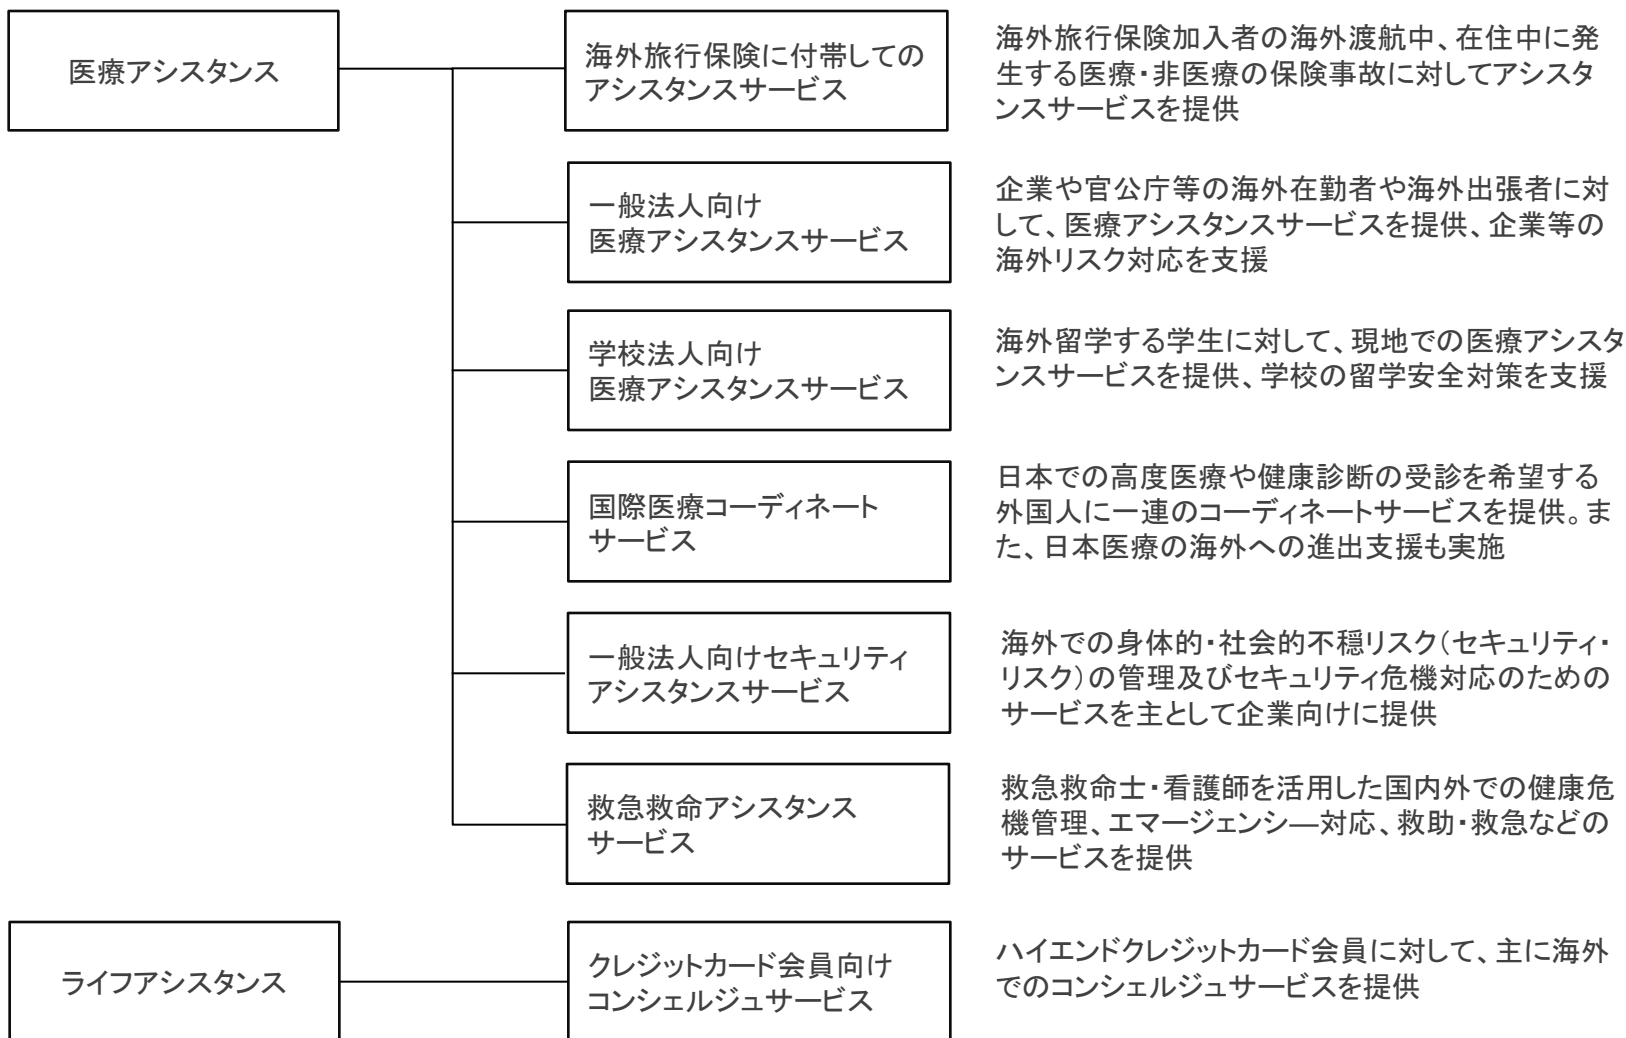 医療アシスタンス
海外旅行保険に付帯しての
アシスタンスサービス
海外旅行保険加入者の海外渡航中、在住中に発
生する医療・非医療の保険事故に対してアシスタ
ンスサービスを提供
一般法人向け
医療アシスタンスサービス
企業や官公庁等の海外在勤者や海外出張者に対
して、医療アシスタンスサービスを提供、企業等の
海外リスク対応を支援
学校法人向け
医療アシスタンスサービス
海外留学する学生に対して、現地での医療アシスタ
ンスサービスを提供、学校の留学安全対策を支援
国際医療コーディネート
サービス
日本での高度医療や健康診断の受診を希望する
外国人に一連のコーディネートサービスを提供。ま
た、日本医療の海外への進出支援も実施
一般法人向けセキュリティ
アシスタンスサービス
海外での身体的・社会的不穏リスク（セキュリティ・
リスク）の管理及びセキュリティ危機対応のための
サービスを主として企業向けに提供
救急救命アシスタンス
サービス
救急救命士・看護師を活用した国内外での健康危
機管理、エマージェンシ―対応、救助・救急などの
サービスを提供
ライフアシスタンス
クレジットカード会員向け
コンシェルジュサービス
ハイエンドクレジットカード会員に対して、主に海外
でのコンシェルジュサービスを提供